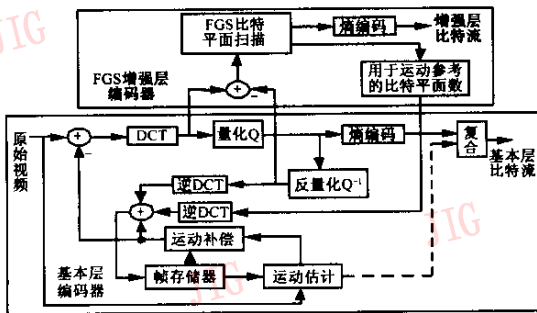 FGS比特
平面扫描
熵编码
增强层
比特流
FGS增强层
编码器
用于运动参考
的比特平面数
+
−
原始视频
+
−
DCT
量化Q
熵编码
复合
基本层
比特流
逆DCT
反量化Q⁻¹
+
逆DCT
运动补偿
基本层
编码器
帧存储器
运动估计
JIG
JIG
JIG